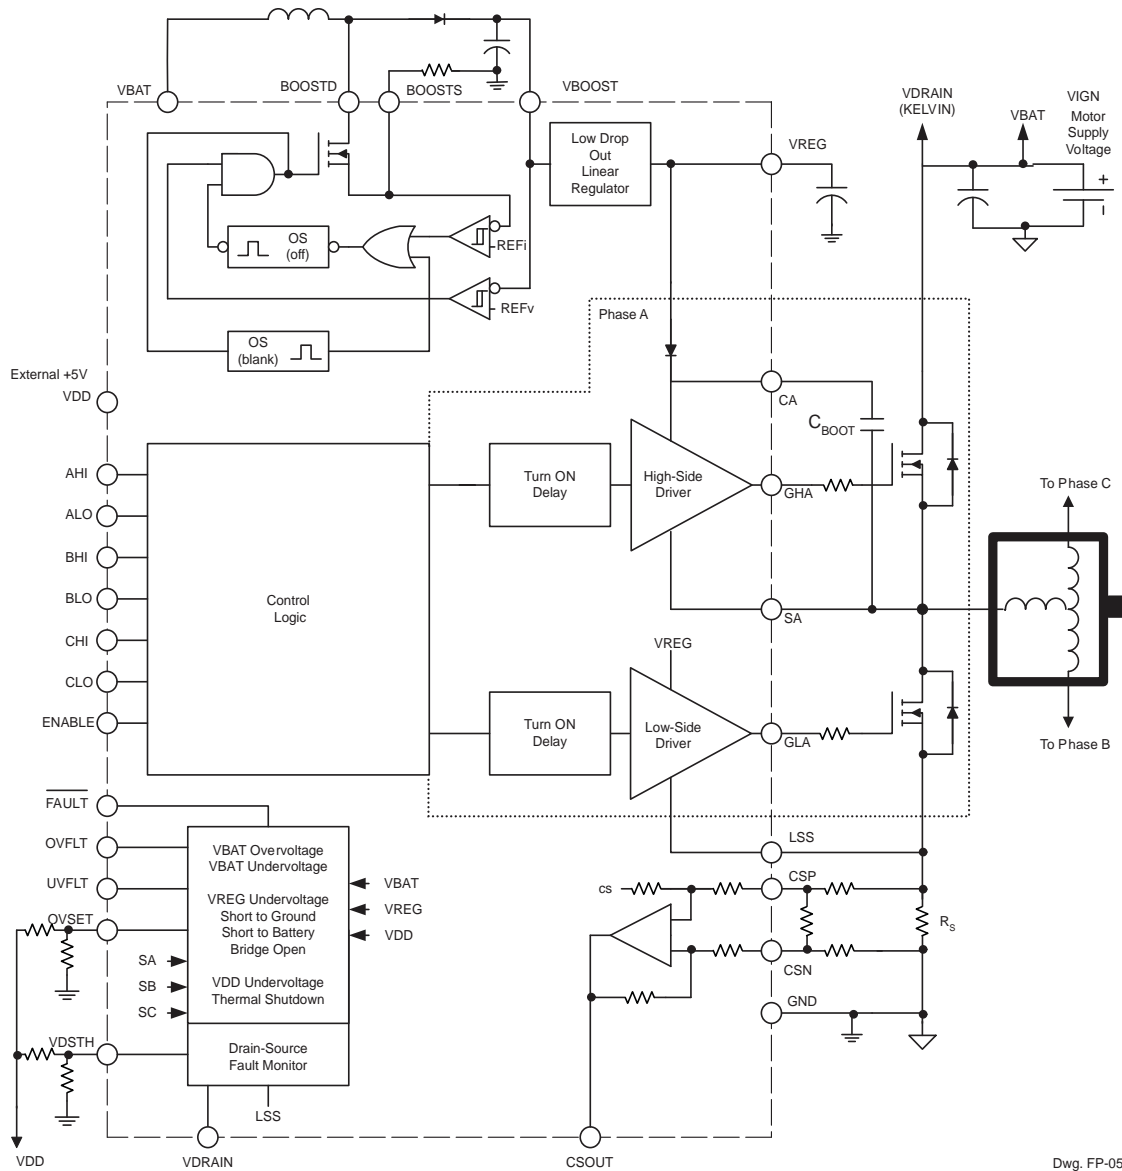 VBAT
BOOSTD
BOOSTS
VBOOST
Low Drop
Out
Linear
Regulator
VREG
VDRAIN
(KELVIN)
VBAT
VIGN
Motor
Supply
Voltage
+
–
OS
(off)
REFi
REFv
OS
(blank)
Phase A
External +5V
VDD
CA
CBOOT
AHI
ALO
BHI
BLO
CHI
CLO
ENABLE
Control
Logic
Turn ON
Delay
High-Side
Driver
GHA
SA
To Phase C
To Phase B
VREG
Turn ON
Delay
Low-Side
Driver
GLA
LSS
FAULT
OVFLT
UVFLT
OVSET
VBAT Overvoltage
VBAT Undervoltage
VREG Undervoltage
Short to Ground
Short to Battery
Bridge Open
VDD Undervoltage
Thermal Shutdown
VBAT
VREG
VDD
SA
SB
SC
VDSTH
Drain-Source
Fault Monitor
LSS
cs
CSP
CSN
RS
GND
VDD
VDRAIN
CSOUT
Dwg. FP-05